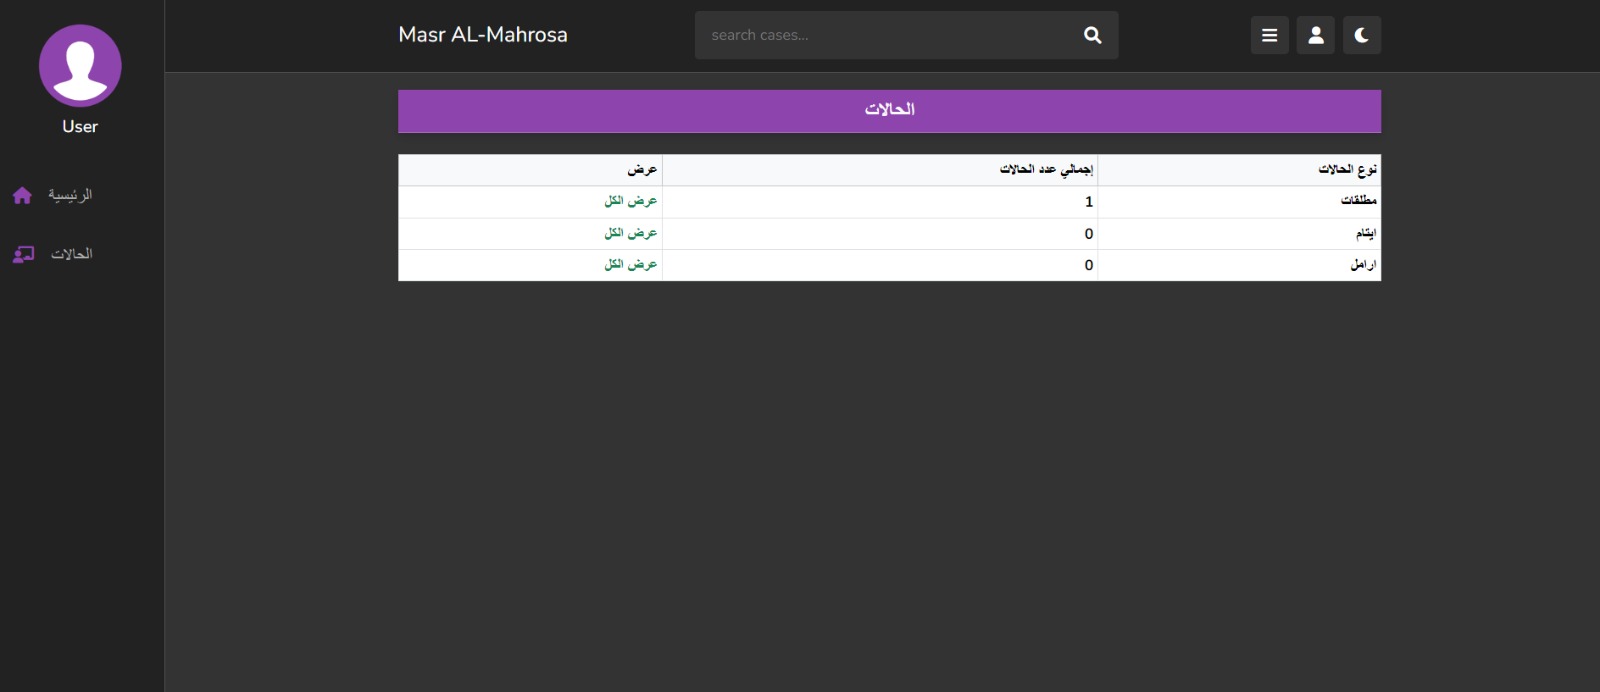 User
الرئيسية
الحالات
Masr AL-Mahrosa
search cases...
الحالات
نوع الحالات إجمالي عدد الحالات عرض
مطلقات 1 عرض الكل
ايتام 0 عرض الكل
ارامل 0 عرض الكل